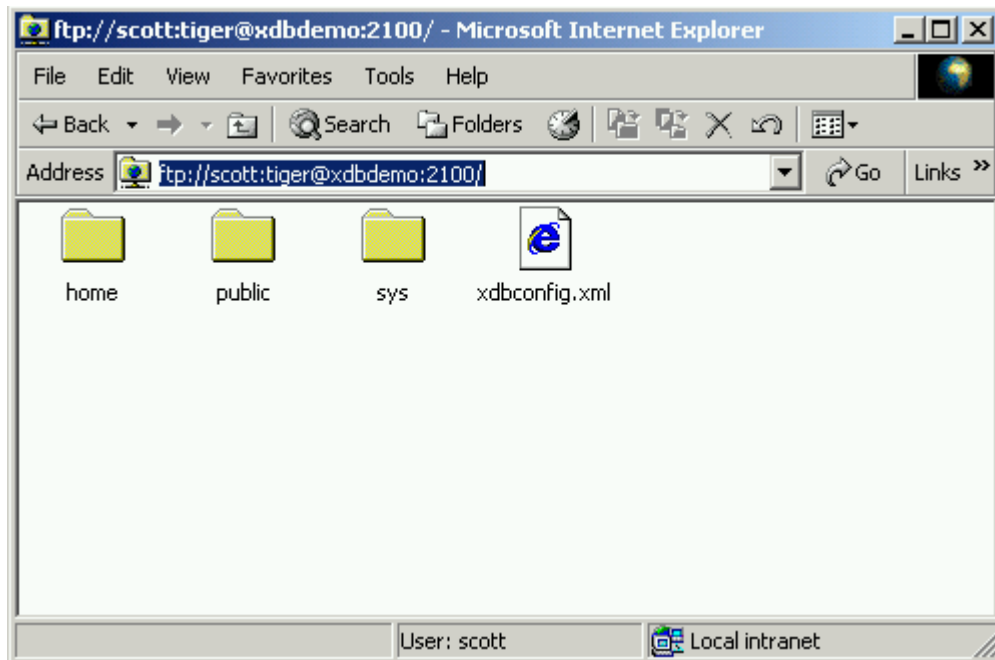 ftp://scott:tiger@xdbdemo:2100/ - Microsoft Internet Explorer
File Edit View Favorites Tools Help
Back Search Folders
Address ftp://scott:tiger@xdbdemo:2100/ Go Links »
home public sys xdbconfig.xml
User: scott Local intranet